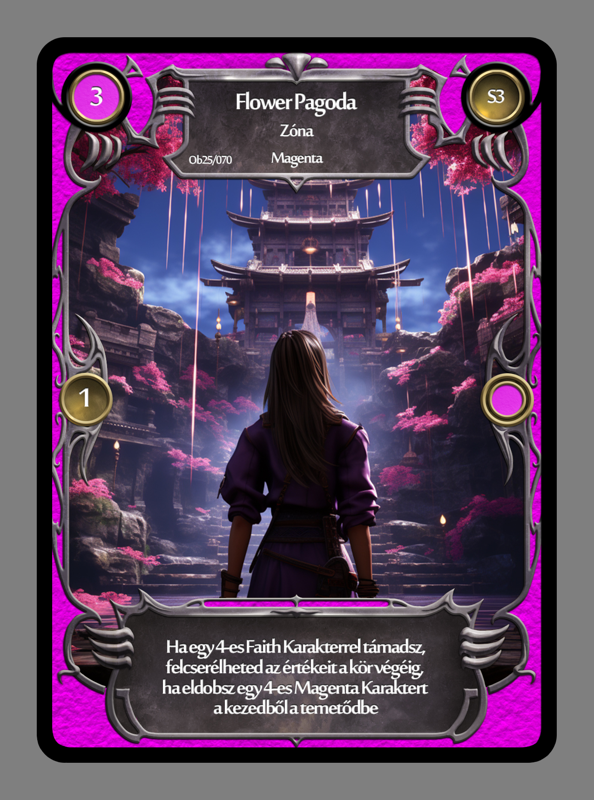 3
S3
Flower Pagoda
Zóna
Ob25/070 Magenta
1
Ha egy 4-es Faith Karakterrel támadsz,
felcserélheted az értékeit a kör végéig,
ha eldobsz egy 4-es Magenta Karaktert
a kezedből a temetődbe